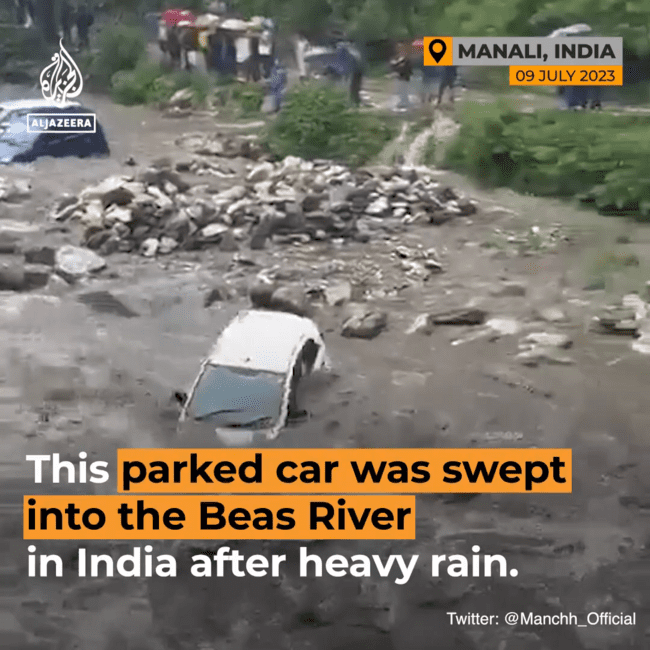 ALJAZEERA
MANALI, INDIA
09 JULY 2023
This parked car was swept
into the Beas River
in India after heavy rain.
Twitter: @Manchh_Official